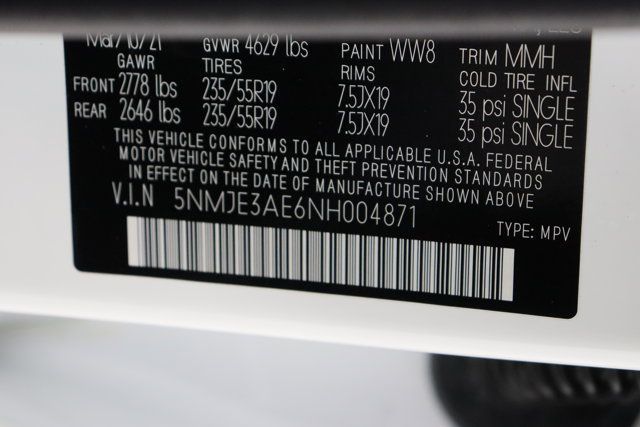 Mar/10/21 GVWR 4629 lbs PAINT WW8 TRIM MMH
GAWR TIRES RIMS COLD TIRE INFL
FRONT 2778 lbs 235/55R19 7.5JX19 35 psi SINGLE
REAR 2646 lbs 235/55R19 7.5JX19 35 psi SINGLE
THIS VEHICLE CONFORMS TO ALL APPLICABLE U.S.A. FEDERAL
MOTOR VEHICLE SAFETY AND THEFT PREVENTION STANDARDS
IN EFFECT ON THE DATE OF MANUFACTURE SHOWN ABOVE
V.I.N 5NMJE3AE6NH004871
TYPE: MPV